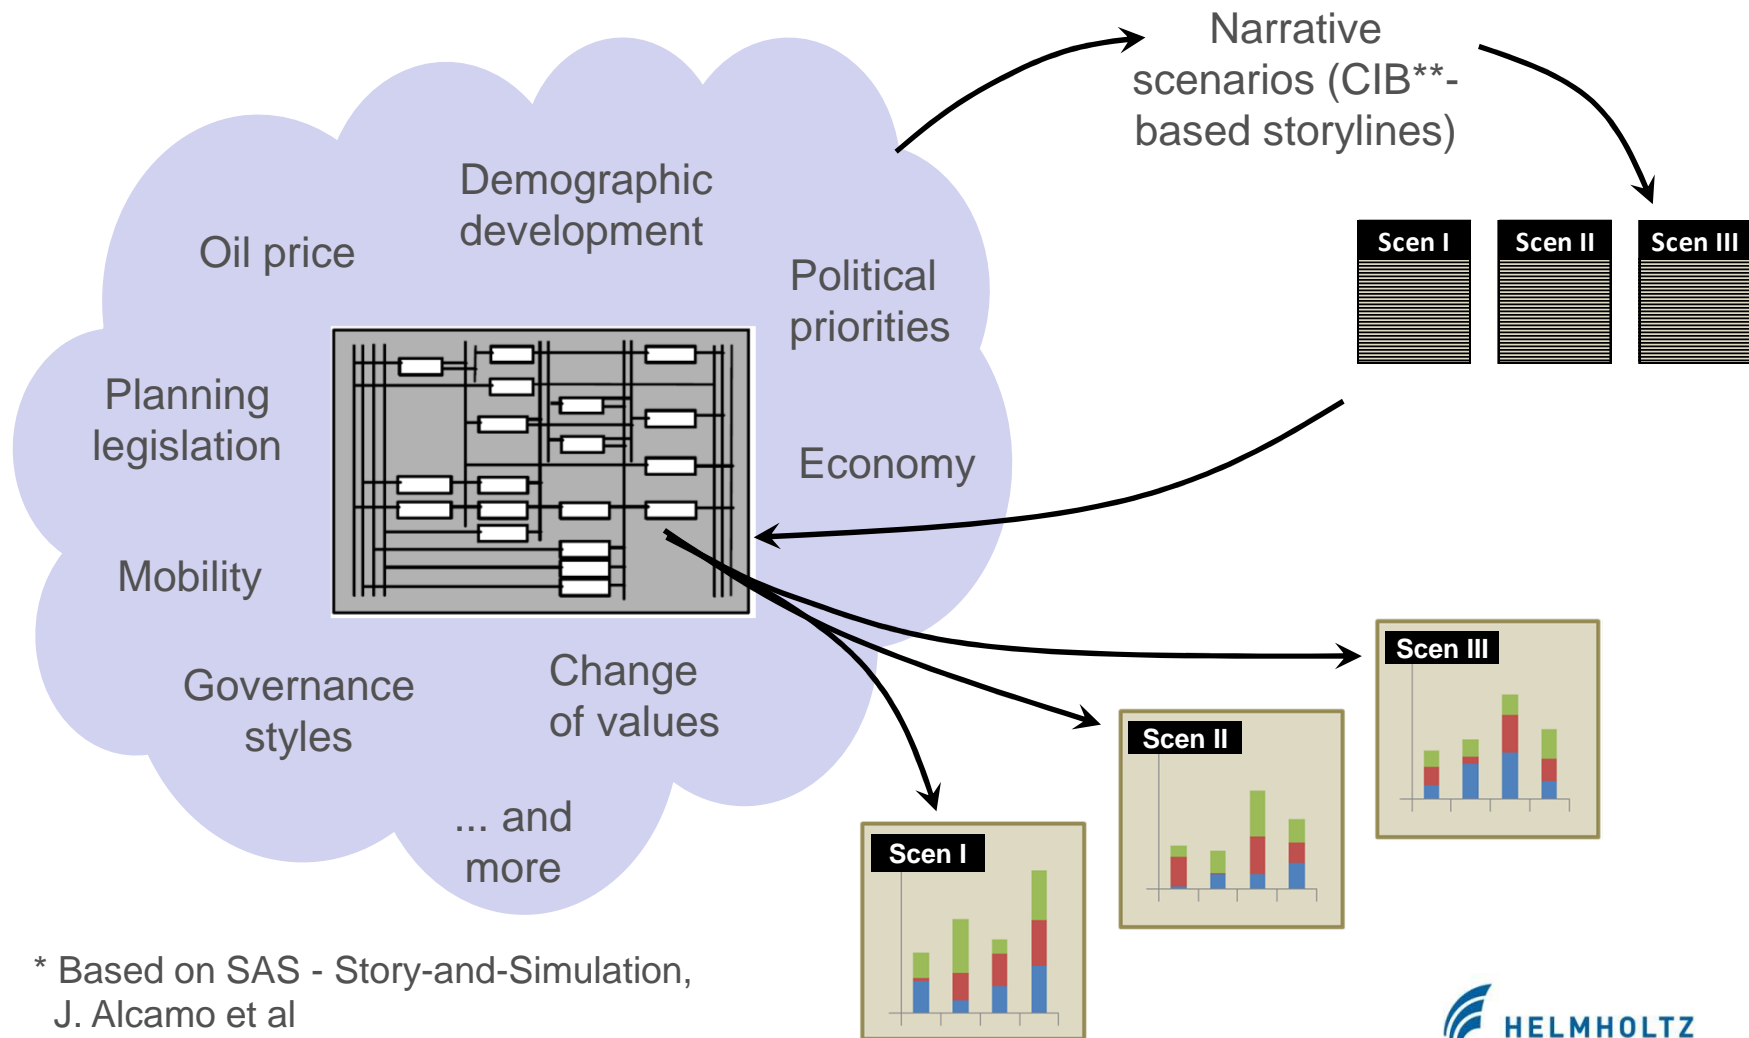 Narrative
scenarios (CIB**-
based storylines)
Demographic
development
Oil price
Political
priorities
Scen I
Scen II
Scen III
Planning
legislation
Economy
Mobility
Governance
styles
Change
of values
... and
more
Scen III
Scen II
Scen I
* Based on SAS - Story-and-Simulation,
J. Alcamo et al
HELMHOLTZ